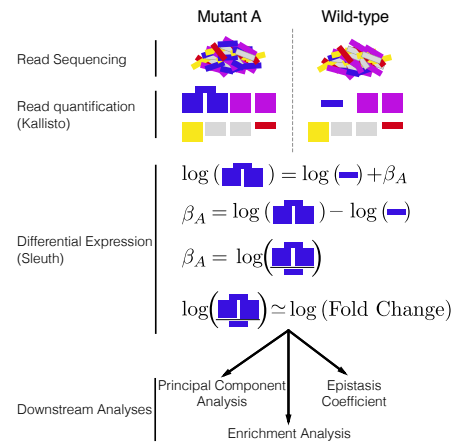 Mutant A Wild-type
Read Sequencing
Read quantification
(Kallisto)
log ( ) = log ( ) + β_A
β_A = log ( ) − log ( )
Differential Expression
(Sleuth)
β_A = log( )
log( ) ≃ log (Fold Change)
Principal Component
Analysis
Epistasis
Coefficient
Downstream Analyses
Enrichment Analysis